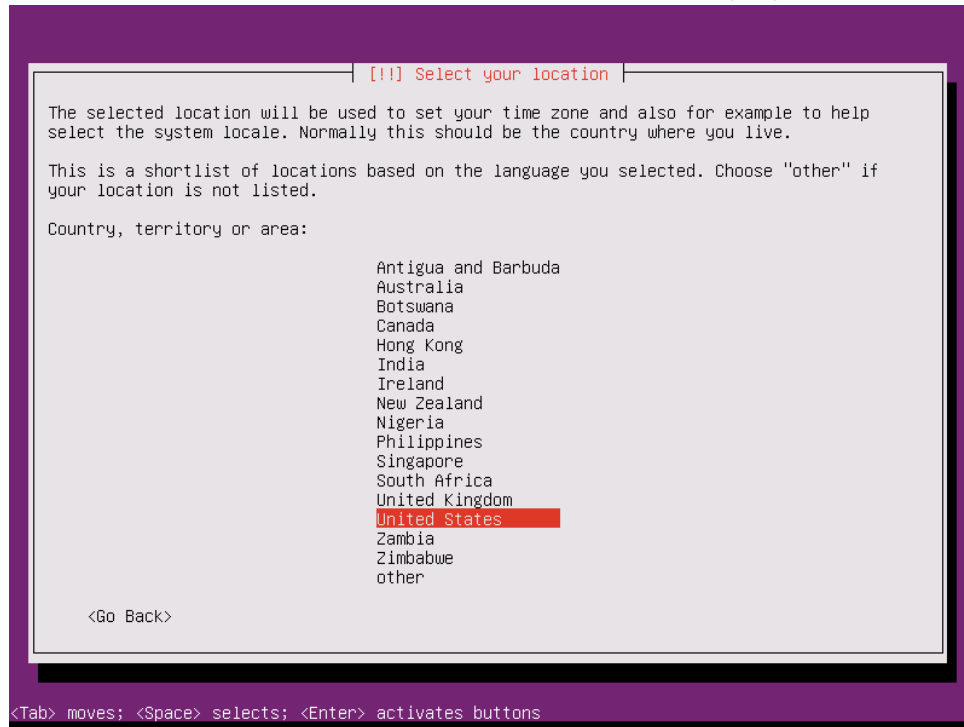 [!!] Select your location
The selected location will be used to set your time zone and also for example to help
select the system locale. Normally this should be the country where you live.
This is a shortlist of locations based on the language you selected. Choose "other" if
your location is not listed.
Country, territory or area:
Antigua and Barbuda
Australia
Botswana
Canada
Hong Kong
India
Ireland
New Zealand
Nigeria
Philippines
Singapore
South Africa
United Kingdom
United States
Zambia
Zimbabwe
other
<Go Back>
<Tab> moves; <Space> selects; <Enter> activates buttons